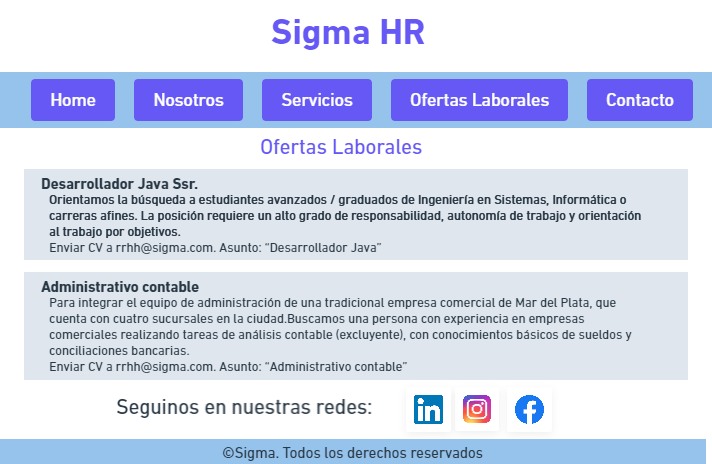 Sigma HR
Home Nosotros Servicios Ofertas Laborales Contacto
Ofertas Laborales
Desarrollador Java Ssr.
Orientamos la búsqueda a estudiantes avanzados / graduados de Ingeniería en Sistemas, Informática o
carreras afines. La posición requiere un alto grado de responsabilidad, autonomía de trabajo y orientación
al trabajo por objetivos.
Enviar CV a rrhh@sigma.com. Asunto: “Desarrollador Java”
Administrativo contable
Para integrar el equipo de administración de una tradicional empresa comercial de Mar del Plata, que
cuenta con cuatro sucursales en la ciudad.Buscamos una persona con experiencia en empresas
comerciales realizando tareas de análisis contable (excluyente), con conocimientos básicos de sueldos y
conciliaciones bancarias.
Enviar CV a rrhh@sigma.com. Asunto: “Administrativo contable”
Seguinos en nuestras redes:
©Sigma. Todos los derechos reservados